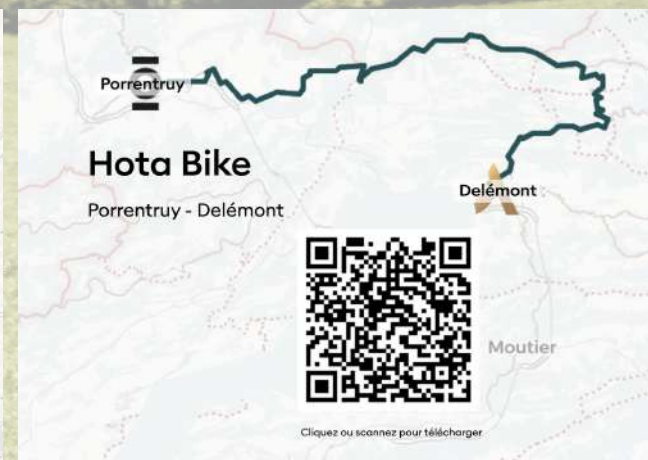 Porrentruy
Hota Bike
Porrentruy - Delémont
Delémont
Moutier
Cliquez ou scannez pour télécharger